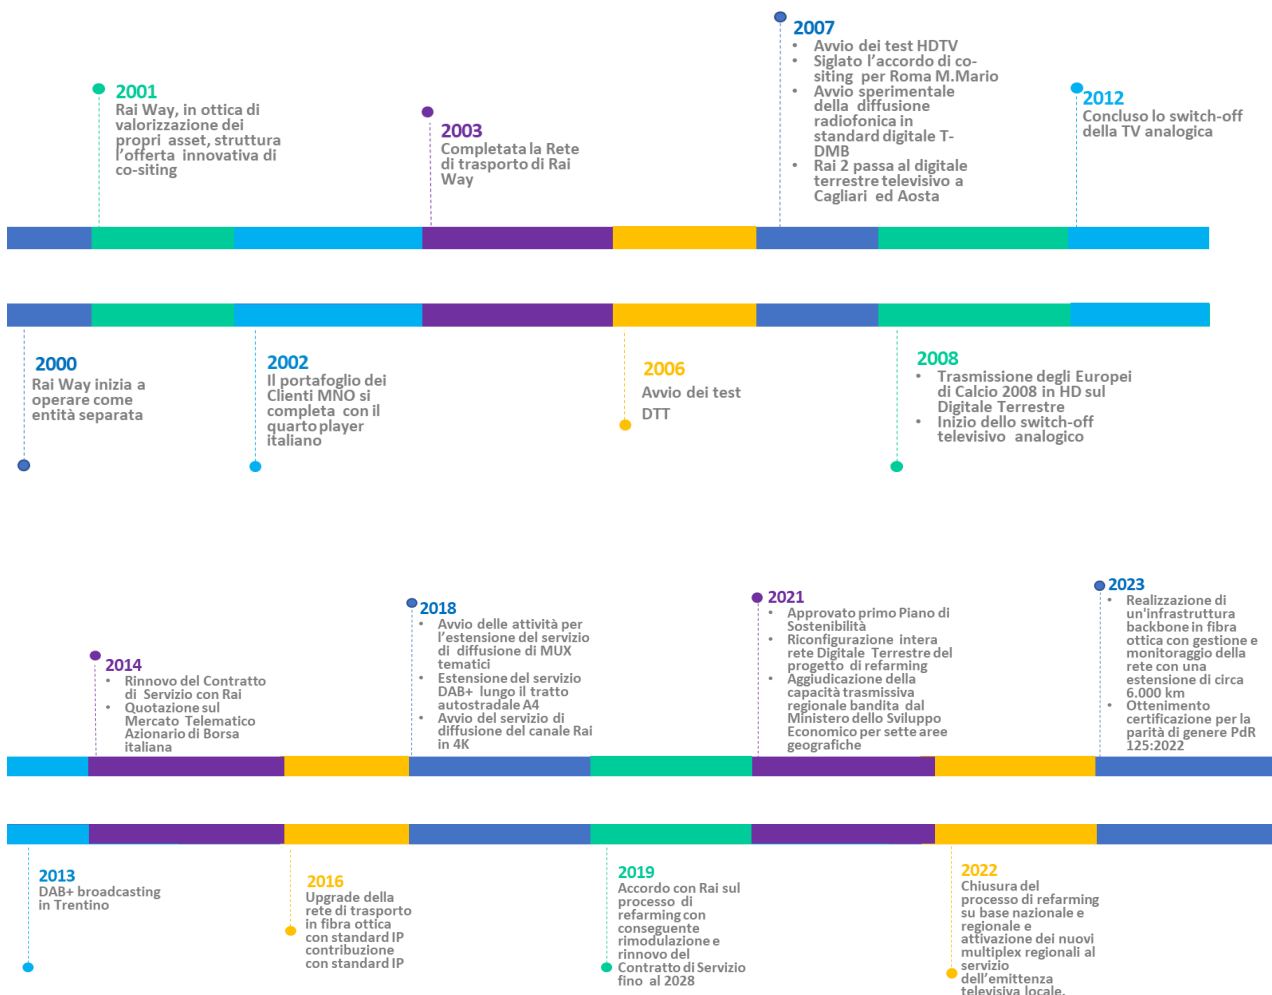 2001
Rai Way, in ottica di
valorizzazione dei
propri asset, struttura
l'offerta innovativa di
co-siting
2003
Completata la Rete
di trasporto di Rai
Way
2007
• Avvio dei test HDTV
• Siglato l'accordo di co-
siting per Roma M.Mario
• Avvio sperimentale
della diffusione
radiofonica in
standard digitale T-
DMB
• Rai 2 passa al digitale
terrestre televisivo a
Cagliari ed Aosta
2012
Concluso lo switch-off
della TV analogica
2000
Rai Way inizia a
operare come
entità separata
2002
Il portafoglio dei
Clienti MNO si
completa con il
quarto player
italiano
2006
Avvio dei test
DTT
2008
• Trasmissione degli Europei
di Calcio 2008 in HD sul
Digitale Terrestre
• Inizio dello switch-off
televisivo analogico
2014
• Rinnovo del Contratto
di Servizio con Rai
• Quotazione sul
Mercato Telematico
Azionario di Borsa
italiana
2018
• Avvio delle attività per
l'estensione del servizio
di diffusione di MUX
tematici
• Estensione del servizio
DAB+ lungo il tratto
autostradale A4
• Avvio del servizio di
diffusione del canale Rai
in 4K
2021
• Approvato primo Piano di
Sostenibilità
• Riconfigurazione intera
rete Digitale Terrestre del
progetto di refarming
• Aggiudicazione della
capacità trasmissiva
regionale bandita dal
Ministero dello Sviluppo
Economico per sette aree
geografiche
2023
• Realizzazione di
un'infrastruttura
backbone in fibra
ottica con gestione e
monitoraggio della
rete con una
estensione di circa
6.000 km
• Ottenimento
certificazione per la
parità di genere PdR
125:2022
2013
DAB+ broadcasting
in Trentino
2016
Upgrade della
rete di trasporto
in fibra ottica
con standard IP
contribuzione
con standard IP
2019
Accordo con Rai sul
processo di
refarming con
conseguente
rimodulazione e
rinnovo del
Contratto di Servizio
fino al 2028
2022
Chiusura del
processo di refarming
su base nazionale e
regionale e
attivazione dei nuovi
multiplex regionali al
servizio
dell'emittenza
televisiva locale.